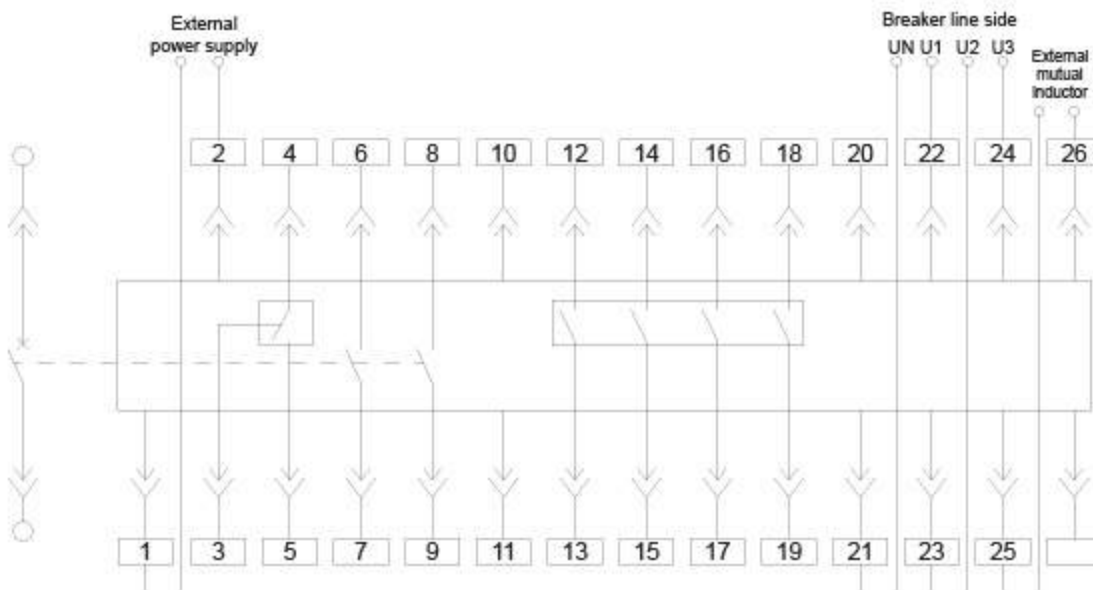 External
power supply
Breaker line side
UN U1 U2 U3
External
mutual
inductor
2 4 6 8 10 12 14 16 18 20 22 24 26
1 3 5 7 9 11 13 15 17 19 21 23 25